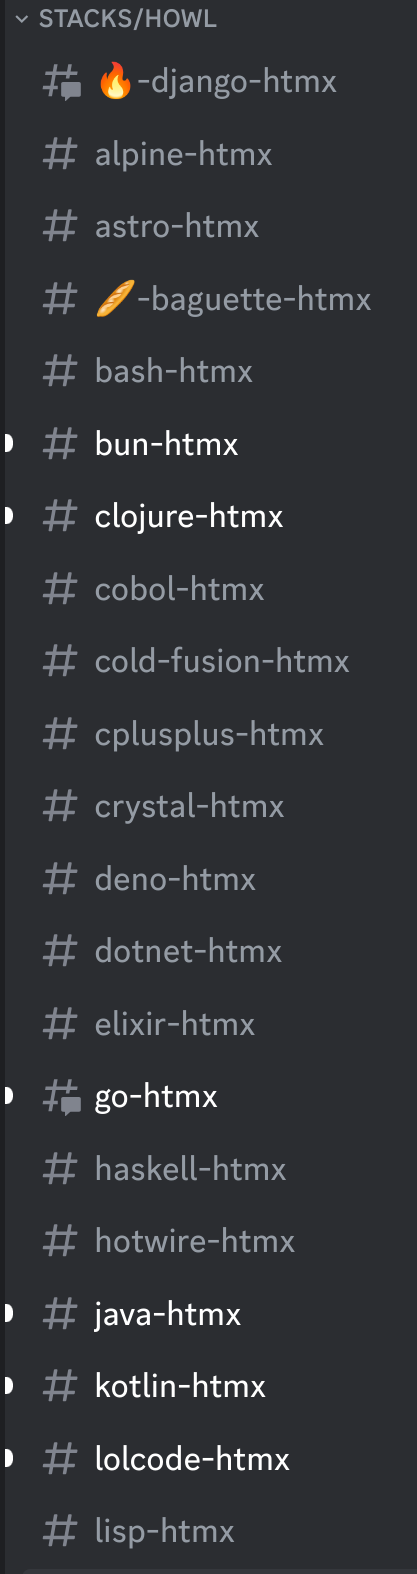 STACKS/HOWL
🔥-django-htmx
alpine-htmx
astro-htmx
🥖-baguette-htmx
bash-htmx
bun-htmx
clojure-htmx
cobol-htmx
cold-fusion-htmx
cplusplus-htmx
crystal-htmx
deno-htmx
dotnet-htmx
elixir-htmx
go-htmx
haskell-htmx
hotwire-htmx
java-htmx
kotlin-htmx
lolcode-htmx
lisp-htmx